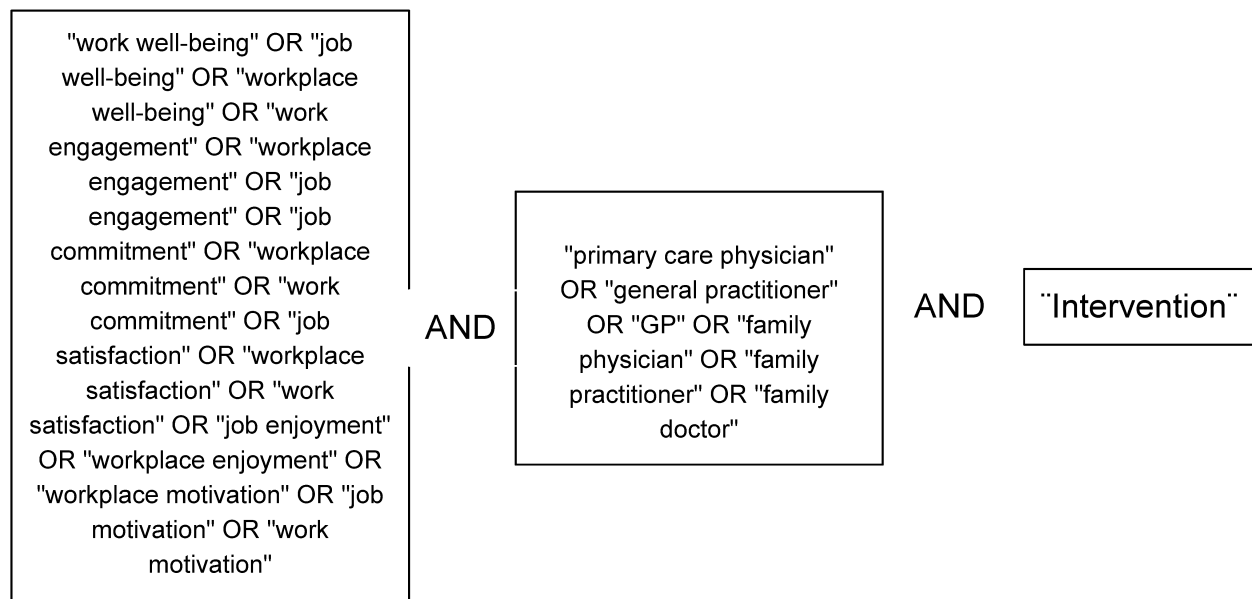 "work well-being" OR "job
well-being" OR "workplace
well-being" OR "work
engagement" OR "workplace
engagement" OR "job
engagement" OR "job
commitment" OR "workplace
commitment" OR "work
commitment" OR "job
satisfaction" OR "workplace
satisfaction" OR "work
satisfaction" OR "job enjoyment"
OR "workplace enjoyment" OR
"workplace motivation" OR "job
motivation" OR "work
motivation"
AND
"primary care physician"
OR "general practitioner"
OR "GP" OR "family
physician" OR "family
practitioner" OR "family
doctor"
AND
¨Intervention¨